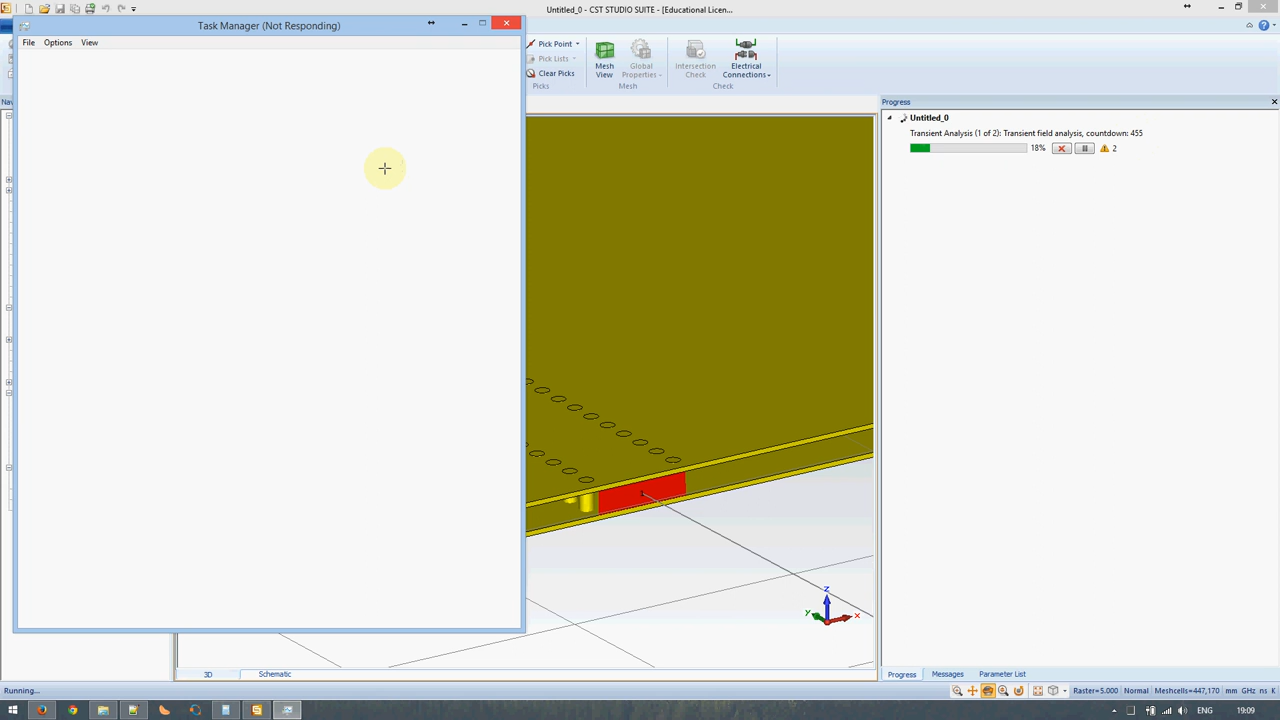 Untitled_0 - CST STUDIO SUITE - [Educational Licen...
Task Manager (Not Responding)
File Options View
Pick Point
Pick Lists
Clear Picks
Picks
Mesh View
Global Properties
Mesh
Intersection Check
Electrical Connections
Check
Progress
Untitled_0
Transient Analysis (1 of 2): Transient field analysis, countdown: 455
18% 2
Z
Y
X
3D Schematic
Progress Messages Parameter List
Running...
Raster=5.000 Normal Meshcells=447,170 mm GHz ns K
ENG 19:09